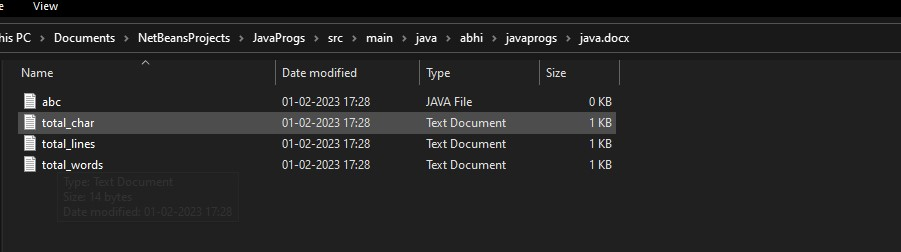 e View
his PC > Documents > NetBeansProjects > JavaProgs > src > main > java > abhi > javaprogs > java.docx
Name Date modified Type Size
abc 01-02-2023 17:28 JAVA File 0 KB
total_char 01-02-2023 17:28 Text Document 1 KB
total_lines 01-02-2023 17:28 Text Document 1 KB
total_words 01-02-2023 17:28 Text Document 1 KB
Type: Text Document
Size: 14 bytes
Date modified: 01-02-2023 17:28